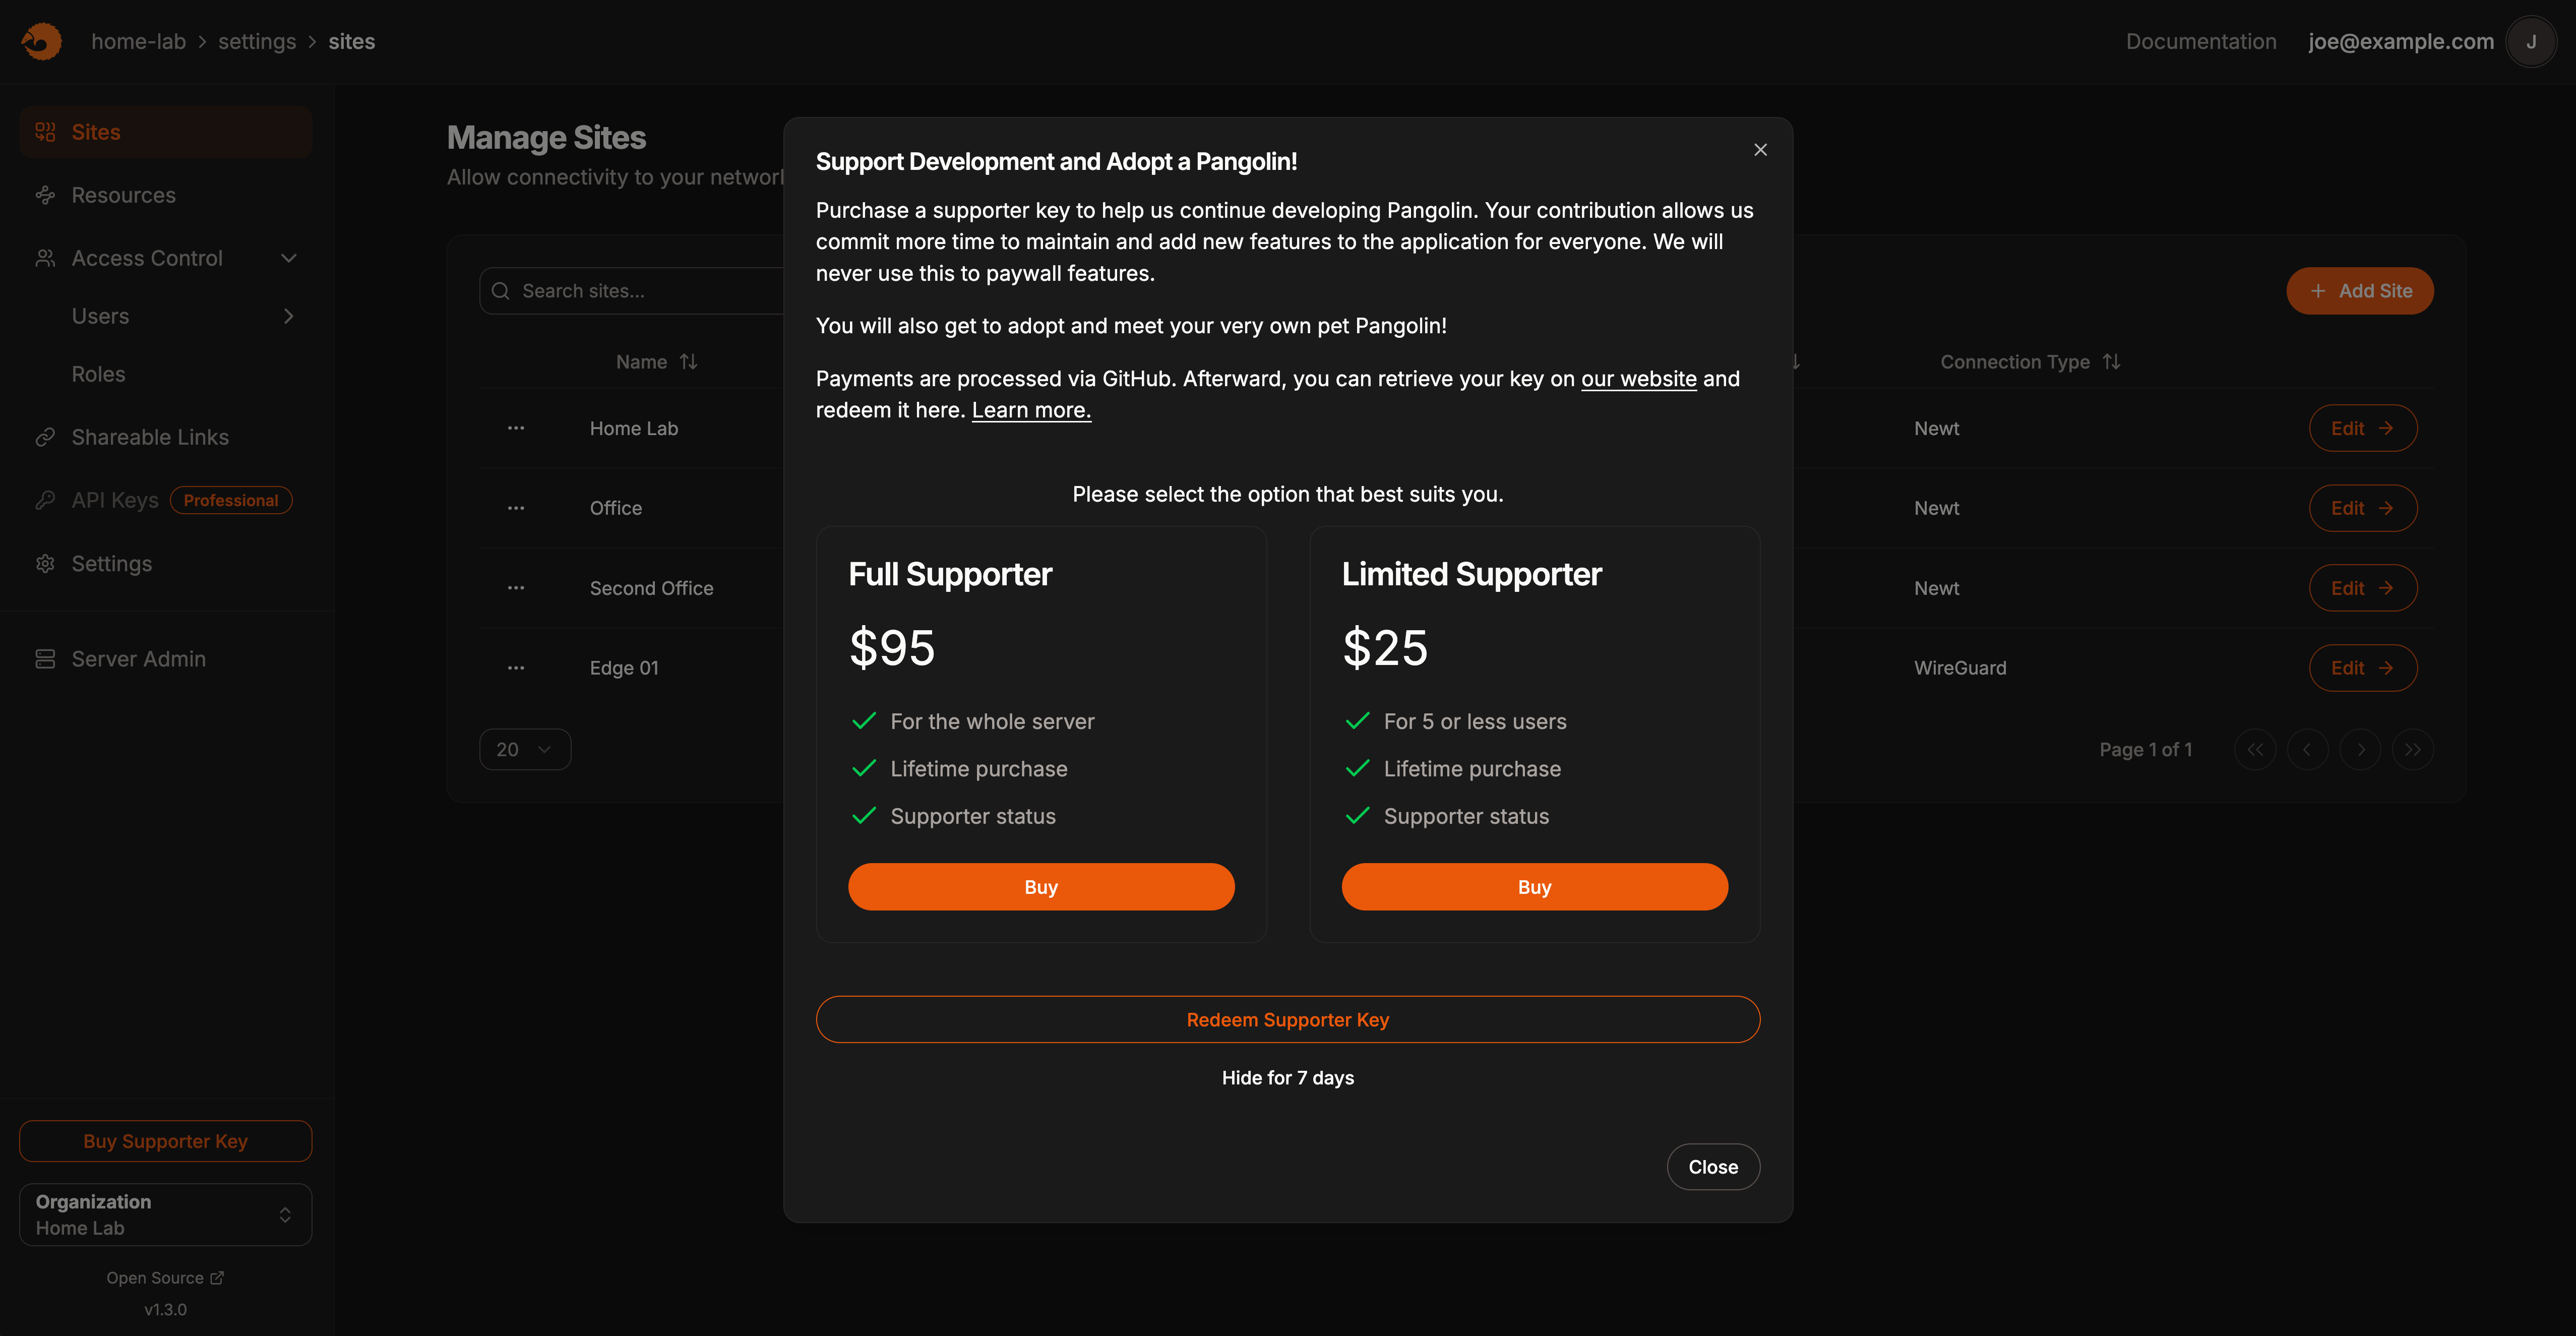 home-lab > settings > sites
Documentation
joe@example.com
J
Sites
Resources
Access Control
Users
Roles
Shareable Links
API Keys Professional
Settings
Server Admin
Buy Supporter Key
Organization
Home Lab
Open Source
v1.3.0
Manage Sites
Allow connectivity to your
Search sites...
Add Site
Name
Connection Type
Home Lab
Newt
Edit
Office
Newt
Edit
Second Office
Newt
Edit
Edge 01
WireGuard
Edit
20
Page 1 of 1
Support Development and Adopt a Pangolin!
Purchase a supporter key to help us continue developing Pangolin. Your contribution allows us
commit more time to maintain and add new features to the application for everyone. We will
never use this to paywall features.
You will also get to adopt and meet your very own pet Pangolin!
Payments are processed via GitHub. Afterward, you can retrieve your key on our website and
redeem it here. Learn more.
Please select the option that best suits you.
Full Supporter
$95
For the whole server
Lifetime purchase
Supporter status
Buy
Limited Supporter
$25
For 5 or less users
Lifetime purchase
Supporter status
Buy
Redeem Supporter Key
Hide for 7 days
Close